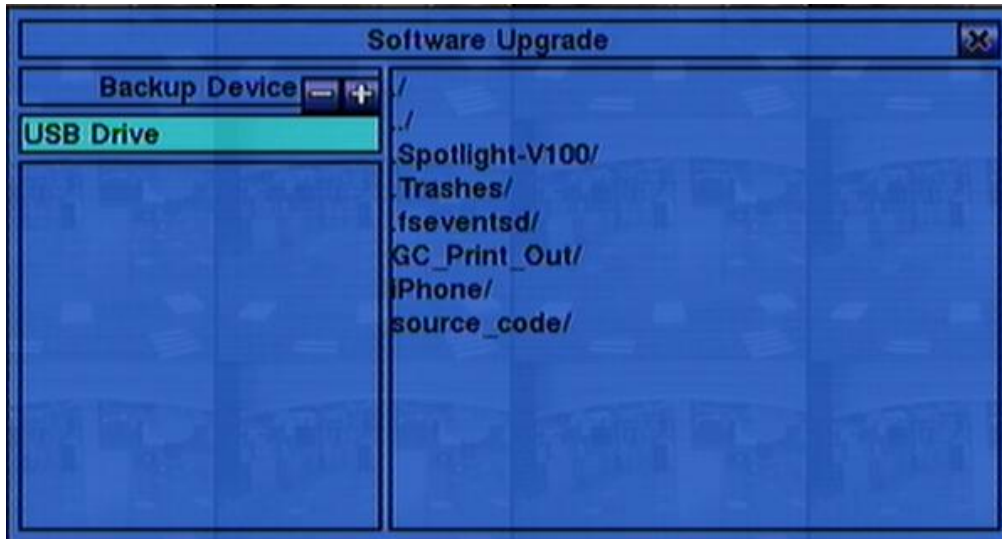 Software Upgrade
Backup Device
USB Drive
./
../
.Spotlight-V100/
.Trashes/
.fseventsd/
GC_Print_Out/
iPhone/
source_code/